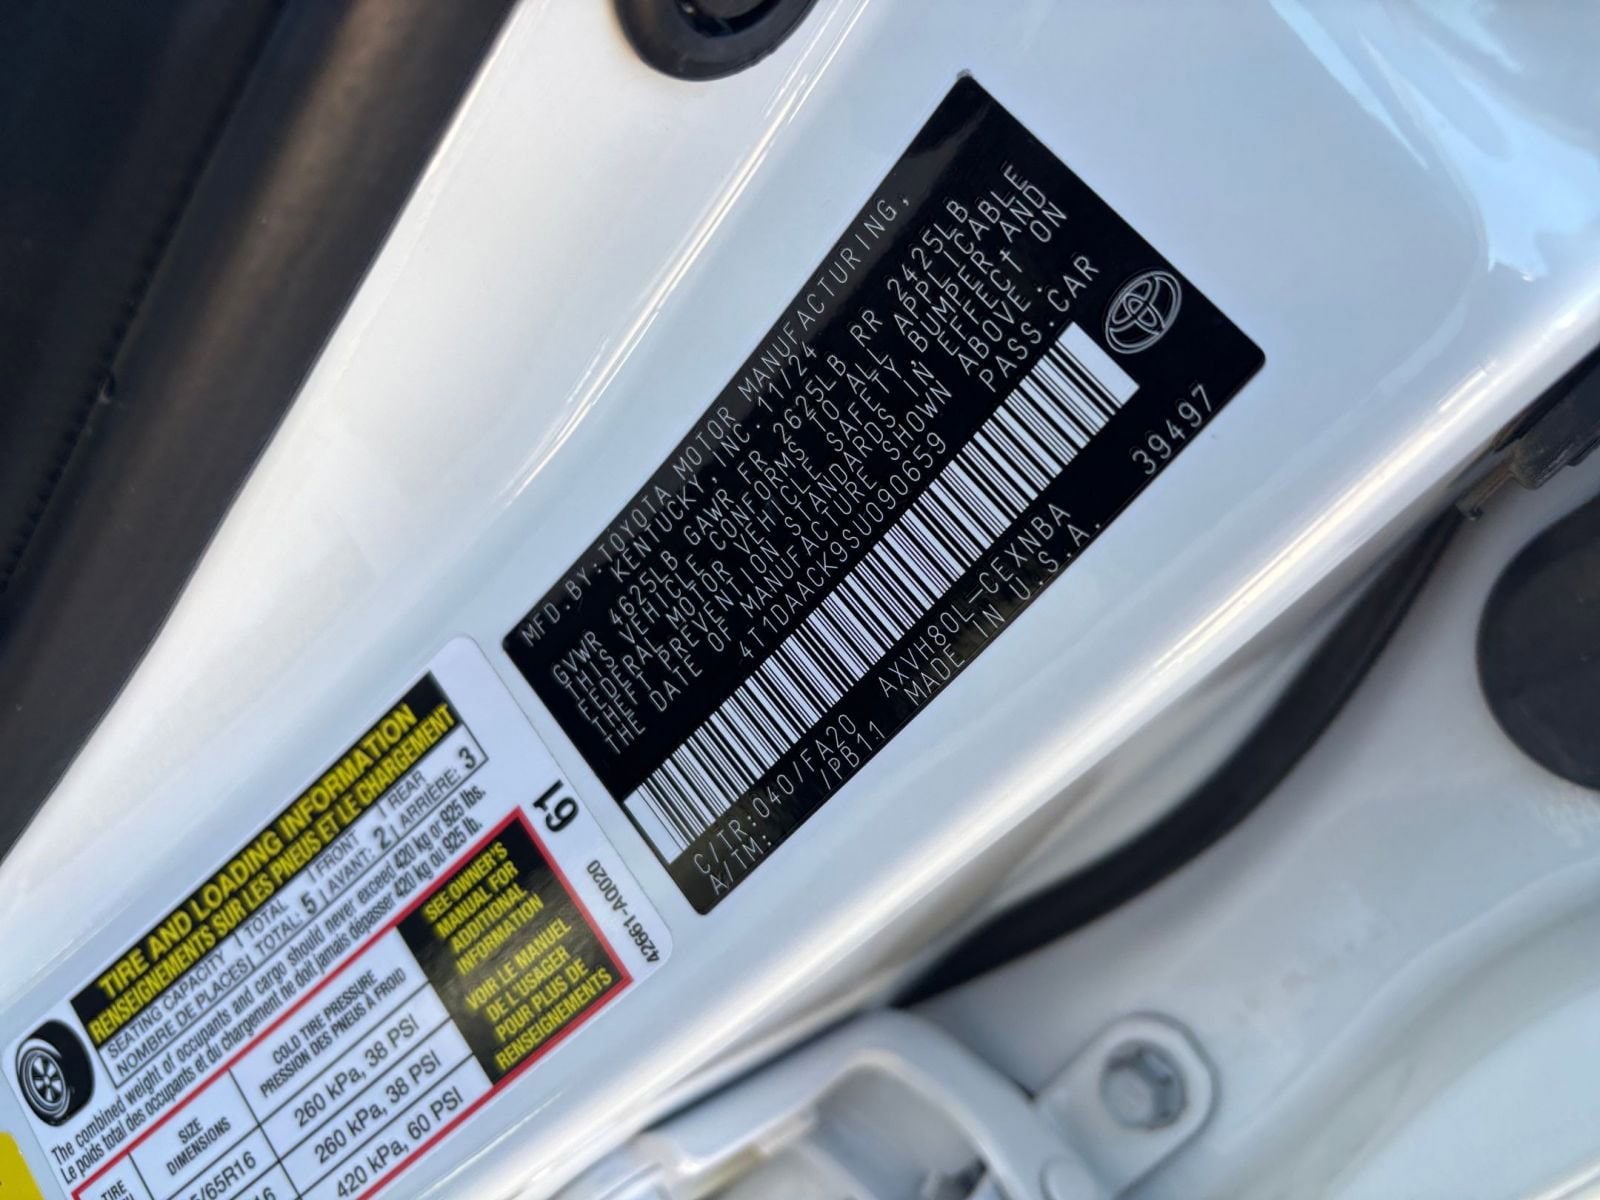 MFD.BY:TOYOTA MOTOR MANUFACTURING,
KENTUCKY,INC. 11/24
GVWR 4625LB GAWR FR 2625LB RR 2425LB
THIS VEHICLE CONFORMS TO ALL APPLICABLE
FEDERAL MOTOR VEHICLE SAFETY, BUMPER AND
THEFT PREVENTION STANDARDS IN EFFECT ON
THE DATE OF MANUFACTURE SHOWN ABOVE.
4T1DAACK9SU090659 PASS.CAR
C/TR:040/FA20 AXVH80L-CEXNBA 39497
A/TM: /PB11 MADE IN U.S.A.
TIRE AND LOADING INFORMATION
RENSEIGNEMENTS SUR LES PNEUS ET LE CHARGEMENT
SEATING CAPACITY | TOTAL | FRONT | REAR
NOMBRE DE PLACES| TOTAL: 5 | AVANT: 2 | ARRIÈRE: 3
The combined weight of occupants and cargo should never exceed 420 kg or 925 lbs.
Le poids total des occupants et du chargement ne doit jamais dépasser 420 kg ou 925 lb.
61
TIRE
SIZE
DIMENSIONS
COLD TIRE PRESSURE
PRESSION DES PNEUS À FROID
5/65R16
260 kPa, 38 PSI
260 kPa, 38 PSI
420 kPa, 60 PSI
SEE OWNER'S
MANUAL FOR
ADDITIONAL
INFORMATION
VOIR LE MANUEL
DE L'USAGER
POUR PLUS DE
RENSEIGNEMENTS
42661-AQ020